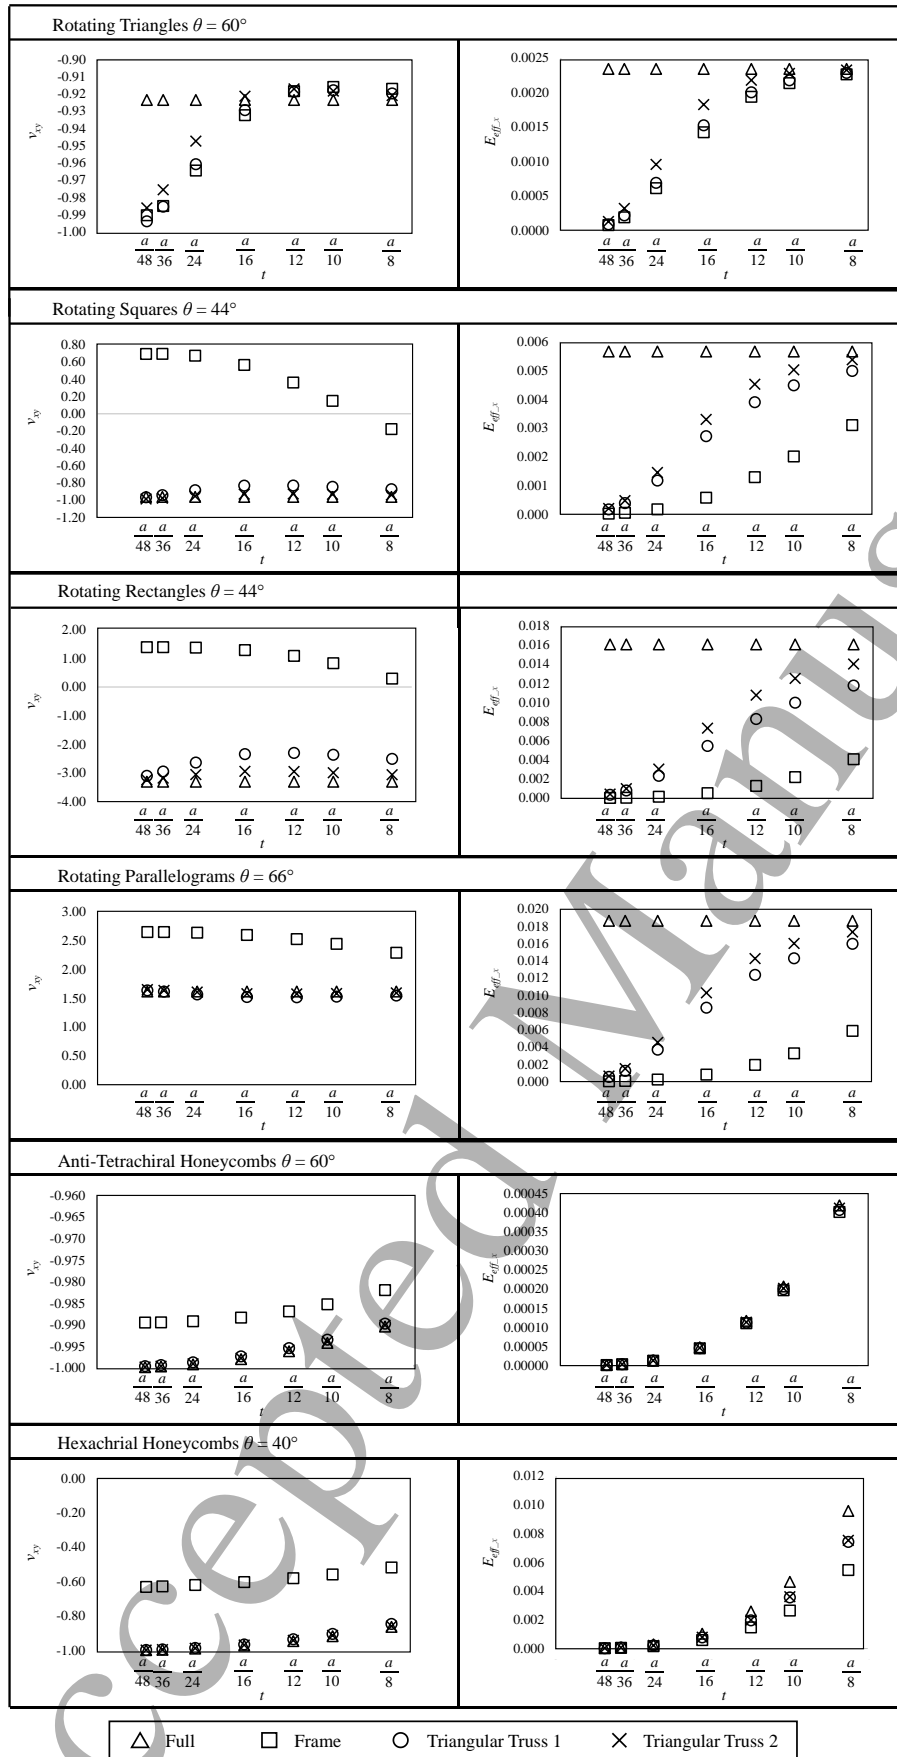 Rotating Triangles θ = 60°
-0.90
-0.91
-0.92
-0.93
-0.94
-0.96
-0.97
-0.98
-0.99
-1.00
v_xy
a/48 a/36 a/24 a/16 a/12 a/10 a/8
t
0.0025
0.0020
0.0015
0.0010
0.0005
0.0000
E_eff_x
a/48 a/36 a/24 a/16 a/12 a/10 a/8
t
Rotating Squares θ = 44°
0.80
0.60
0.40
0.20
0.00
-0.20
-0.40
-0.60
-0.80
-1.00
-1.20
v_xy
a/48 a/36 a/24 a/16 a/12 a/10 a/8
t
0.006
0.005
0.004
0.003
0.002
0.001
0.000
E_eff_x
a/48 a/36 a/24 a/16 a/12 a/10 a/8
t
Rotating Rectangles θ = 44°
2.00
1.00
0.00
-1.00
-2.00
-3.00
-4.00
v_xy
a/48 a/36 a/24 a/16 a/12 a/10 a/8
t
0.018
0.016
0.014
0.012
0.010
0.008
0.006
0.004
0.002
0.000
E_eff_x
a/48 a/36 a/24 a/16 a/12 a/10 a/8
t
Rotating Parallelograms θ = 66°
3.00
2.50
2.00
1.50
1.00
0.50
0.00
v_xy
a/48 a/36 a/24 a/16 a/12 a/10 a/8
t
0.020
0.018
0.016
0.014
0.012
0.010
0.008
0.006
0.004
0.002
0.000
E_eff_x
a/48 a/36 a/24 a/16 a/12 a/10 a/8
t
Anti-Tetrachiral Honeycombs θ = 60°
-0.960
-0.965
-0.970
-0.975
-0.980
-0.985
-0.990
-0.995
-1.000
v_xy
a/48 a/36 a/24 a/16 a/12 a/10 a/8
t
0.00045
0.00040
0.00035
0.00030
0.00025
0.00020
0.00015
0.00010
0.00005
0.00000
E_eff_x
a/48 a/36 a/24 a/16 a/12 a/10 a/8
t
Hexachrial Honeycombs θ = 40°
0.00
-0.20
-0.40
-0.60
-0.80
-1.00
v_xy
a/48 a/36 a/24 a/16 a/12 a/10 a/8
t
0.012
0.010
0.008
0.006
0.004
0.002
0.000
E_eff_x
a/48 a/36 a/24 a/16 a/12 a/10 a/8
t
Full Frame Triangular Truss 1 Triangular Truss 2
ccepted Manus